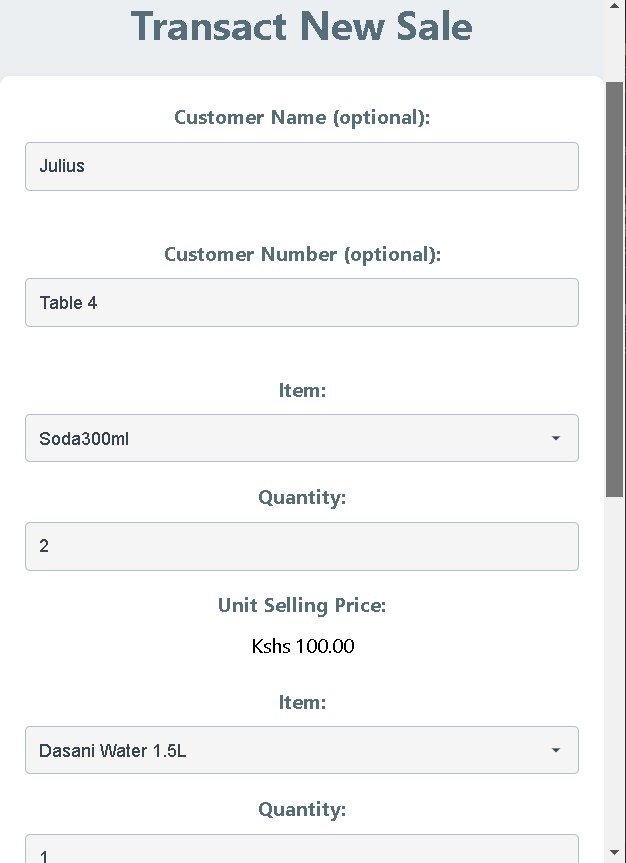 Transact New Sale
Customer Name (optional):
Julius
Customer Number (optional):
Table 4
Item:
Soda300ml
Quantity:
2
Unit Selling Price:
Kshs 100.00
Item:
Dasani Water 1.5L
Quantity:
1